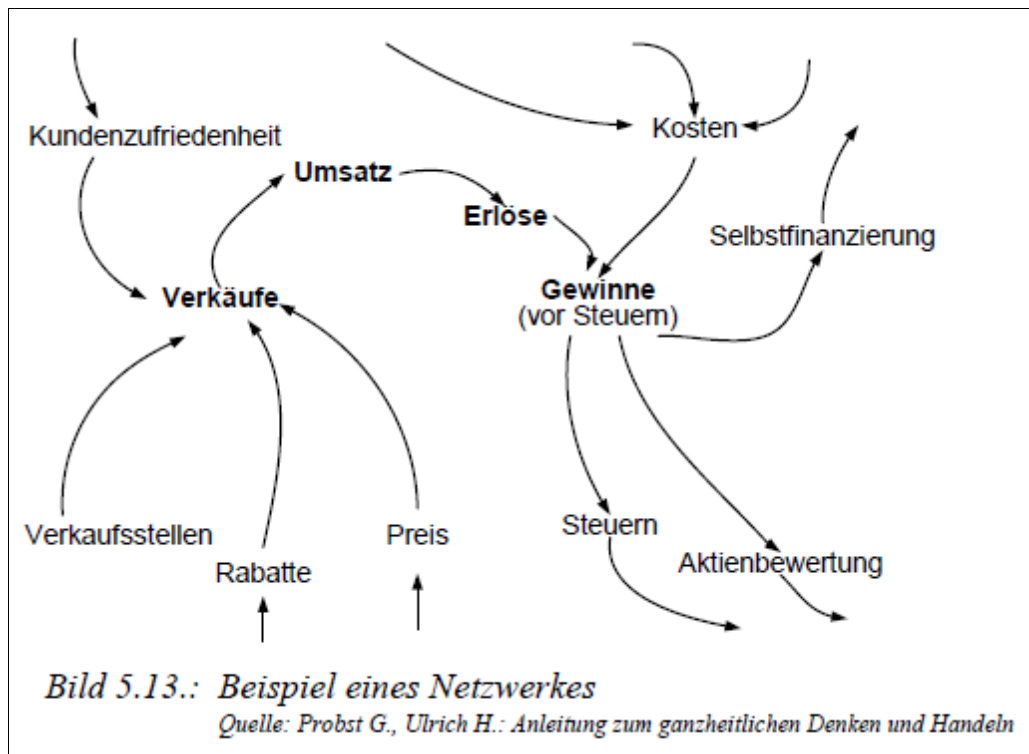 Kundenzufriedenheit
Kosten
Umsatz
Erlöse
Selbstfinanzierung
Verkäufe
Gewinne
(vor Steuern)
Verkaufsstellen
Rabatte
Preis
Steuern
Aktienbewertung
Bild 5.13.: Beispiel eines Netzwerkes
Quelle: Probst G., Ulrich H.: Anleitung zum ganzheitlichen Denken und Handeln